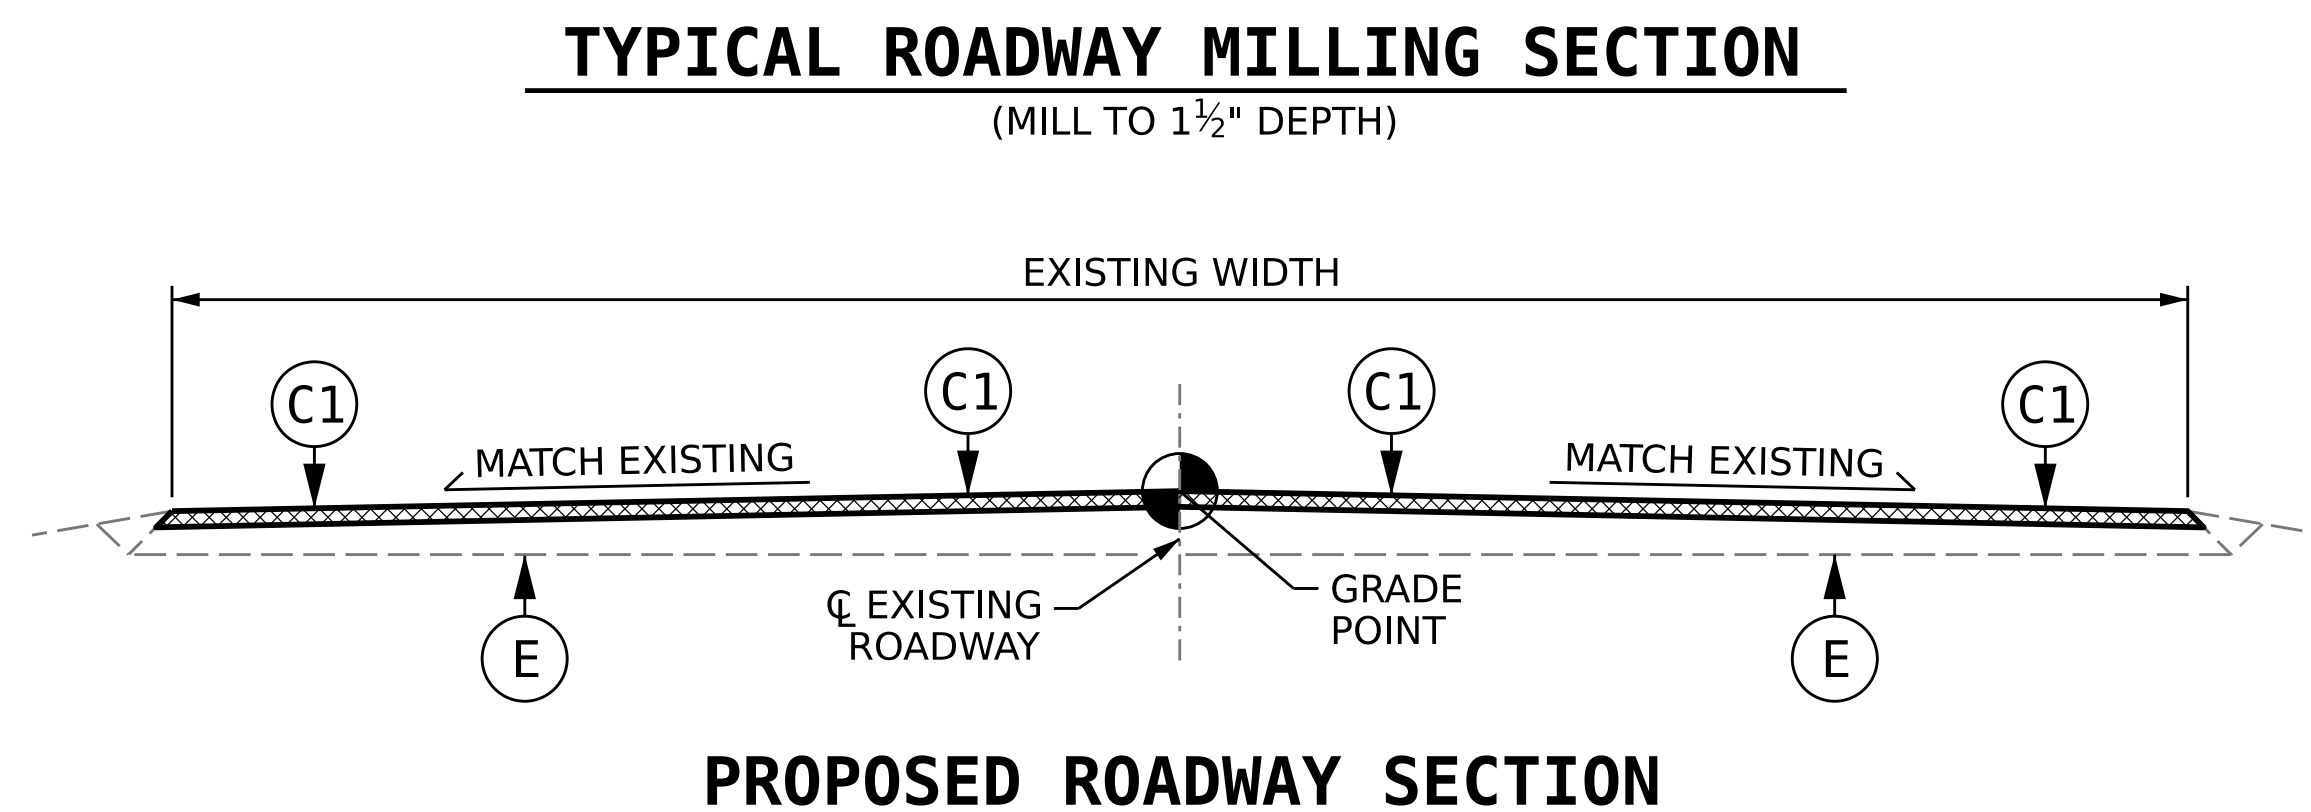 TYPICAL ROADWAY MILLING SECTION
(MILL TO 1½" DEPTH)
EXISTING WIDTH
C1
C1
C1
C1
MATCH EXISTING
MATCH EXISTING
℄ EXISTING
ROADWAY
GRADE
POINT
E
E
PROPOSED ROADWAY SECTION